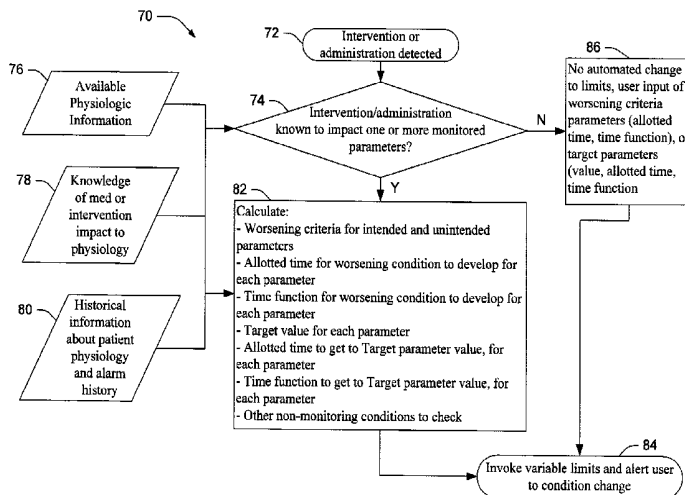 70
72
Intervention or
administration detected
76
Available
Physiologic
Information
74
Intervention/administration
known to impact one or more monitored
parameters?
N
Y
86
No automated change
to limits, user input of
worsening criteria
parameters (allotted
time, time function), o
target parameters
(value, allotted time,
time function
78
Knowledge
of med or
intervention
impact to
physiology
80
Historical
information
about patient
physiology
and alarm
history
82
Calculate:
- Worsening criteria for intended and unintended
parameters
- Allotted time for worsening condition to develop for
each parameter
- Time function for worsening condition to develop for
each parameter
- Target value for each parameter
- Allotted time to get to Target parameter value, for
each parameter
- Time function to get to Target parameter value, for
each parameter
- Other non-monitoring conditions to check
84
Invoke variable limits and alert user
to condition change